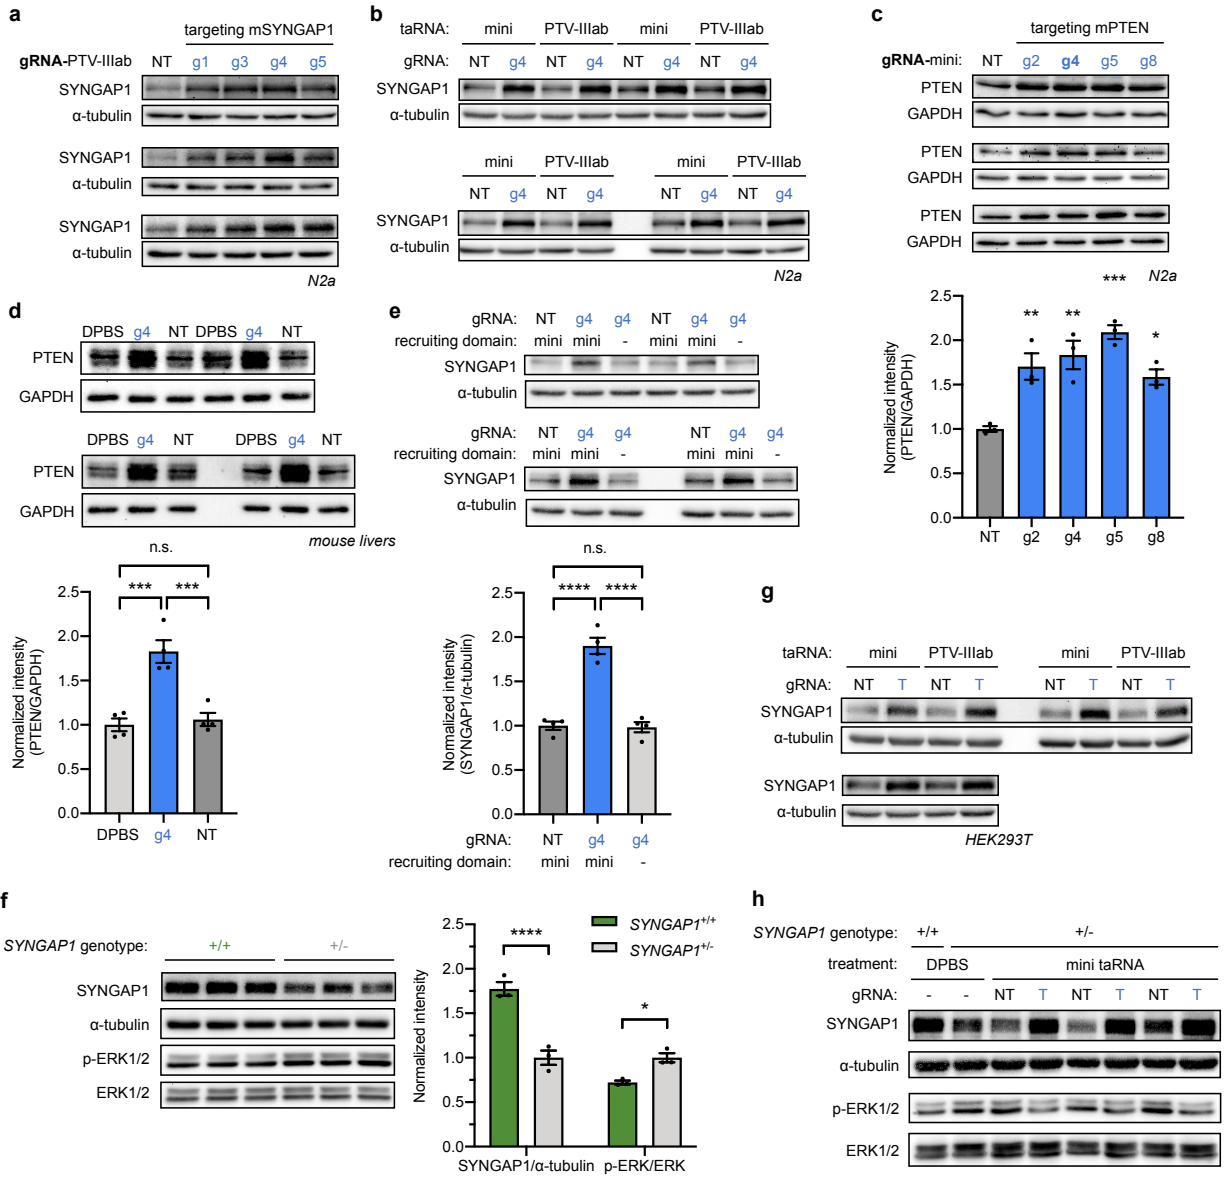 a
targeting mSYNGAP1
gRNA-PTV-IIIab NT g1 g3 g4 g5
SYNGAP1
α-tubulin
SYNGAP1
α-tubulin
SYNGAP1
α-tubulin
N2a
b
taRNA: mini PTV-IIIab mini PTV-IIIab
gRNA: NT g4 NT g4 NT g4 NT g4
SYNGAP1
α-tubulin
mini PTV-IIIab mini PTV-IIIab
NT g4 NT g4 NT g4 NT g4
SYNGAP1
α-tubulin
N2a
c
targeting mPTEN
gRNA-mini: NT g2 g4 g5 g8
PTEN
GAPDH
PTEN
GAPDH
PTEN
GAPDH
N2a
Normalized intensity
(PTEN/GAPDH)
2.5
2.0
1.5
1.0
0.5
0.0
** ** *** *
NT g2 g4 g5 g8
d
DPBS g4 NT DPBS g4 NT
PTEN
GAPDH
DPBS g4 NT DPBS g4 NT
PTEN
GAPDH
mouse livers
n.s.
*** ***
Normalized intensity
(PTEN/GAPDH)
2.5
2.0
1.5
1.0
0.5
0.0
DPBS g4 NT
e
gRNA: NT g4 g4 NT g4 g4
recruiting domain: mini mini - mini mini -
SYNGAP1
α-tubulin
gRNA: NT g4 g4 NT g4 g4
recruiting domain: mini mini - mini mini -
SYNGAP1
α-tubulin
n.s.
**** ****
Normalized intensity
(SYNGAP1/α-tubulin)
2.5
2.0
1.5
1.0
0.5
0.0
gRNA: NT g4 g4
recruiting domain: mini mini -
g
taRNA: mini PTV-IIIab mini PTV-IIIab
gRNA: NT T NT T NT T NT T
SYNGAP1
α-tubulin
SYNGAP1
α-tubulin
HEK293T
f
SYNGAP1 genotype: +/+ +/-
SYNGAP1
α-tubulin
p-ERK1/2
ERK1/2
Normalized intensity
2.5
2.0
1.5
1.0
0.5
0.0
**** *
SYNGAP1+/+
SYNGAP1+/-
SYNGAP1/α-tubulin p-ERK/ERK
h
SYNGAP1 genotype: +/+ +/-
treatment: DPBS mini taRNA
gRNA: - - NT T NT T NT T
SYNGAP1
α-tubulin
p-ERK1/2
ERK1/2